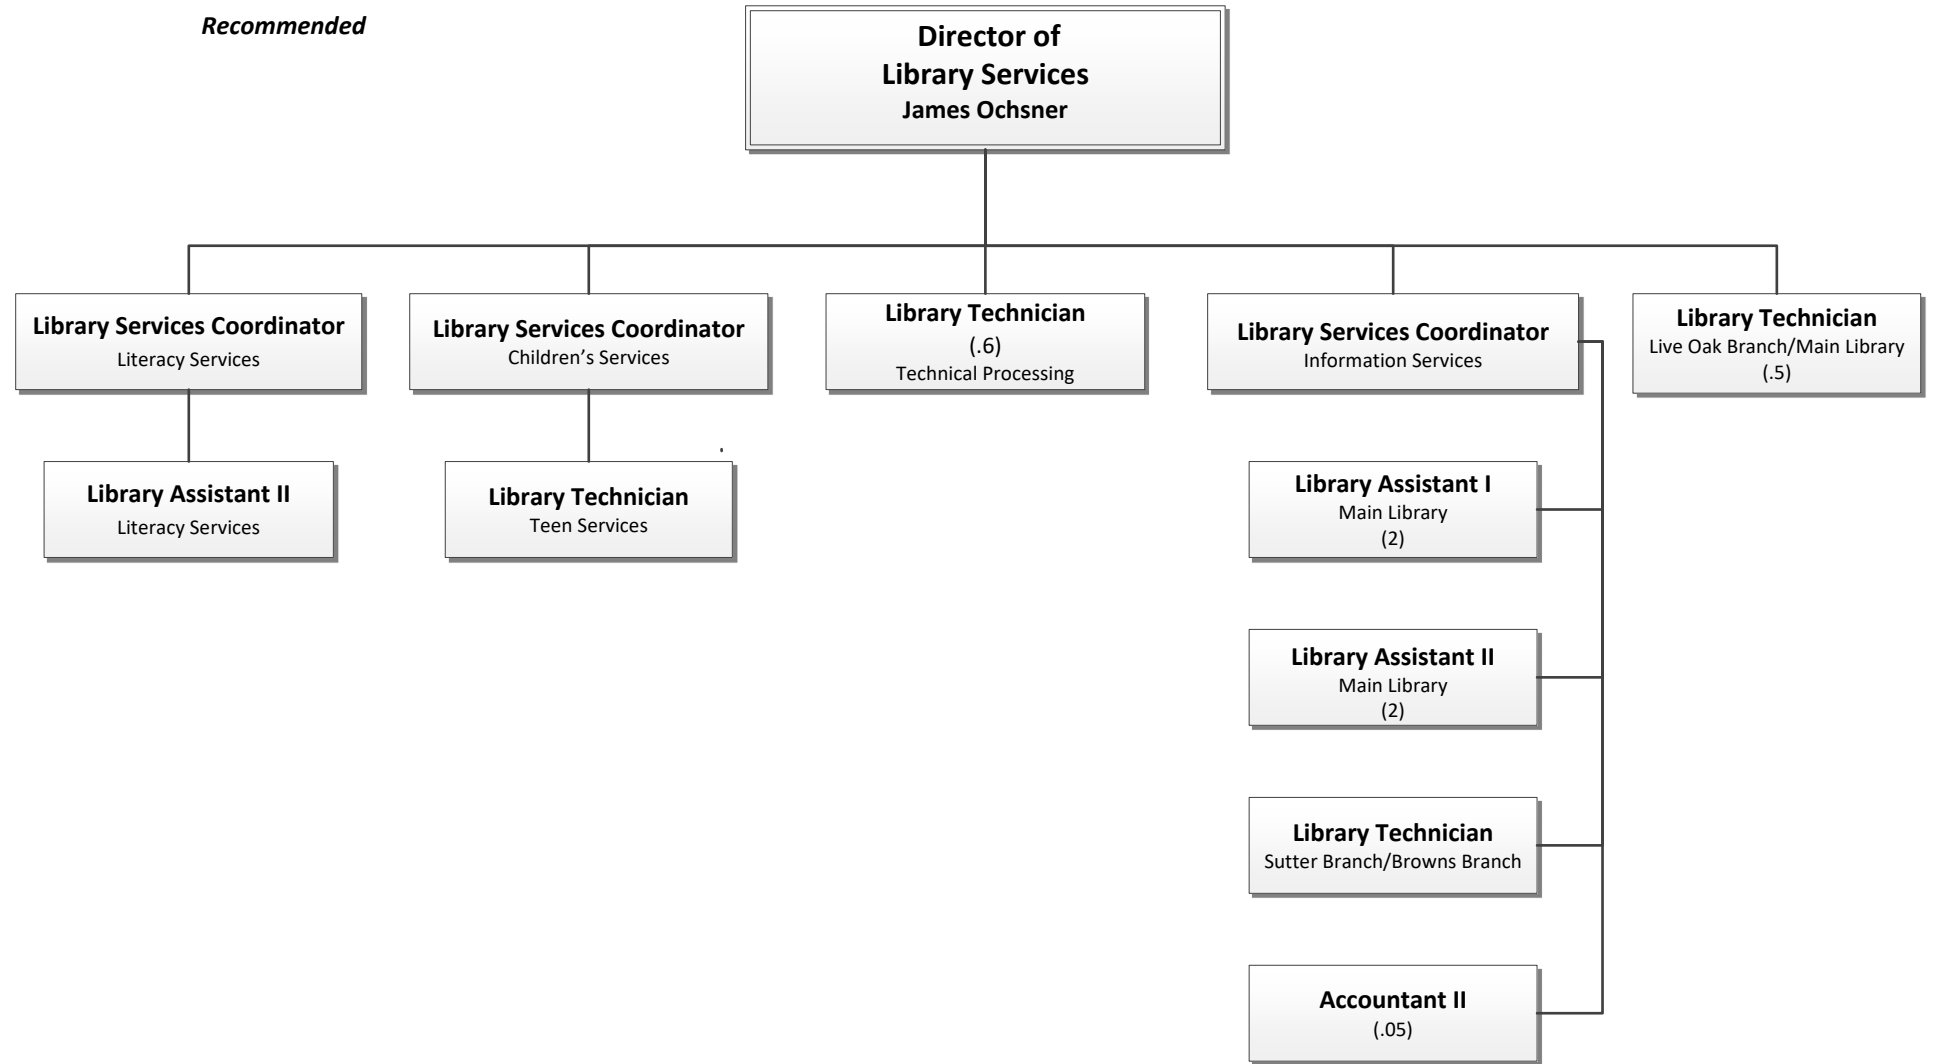 Recommended
Director of
Library Services
James Ochsner
Library Services Coordinator
Literacy Services
Library Services Coordinator
Children’s Services
Library Technician
(.6)
Technical Processing
Library Services Coordinator
Information Services
Library Technician
Live Oak Branch/Main Library
(.5)
Library Assistant II
Literacy Services
Library Technician
Teen Services
Library Assistant I
Main Library
(2)
Library Assistant II
Main Library
(2)
Library Technician
Sutter Branch/Browns Branch
Accountant II
(.05)